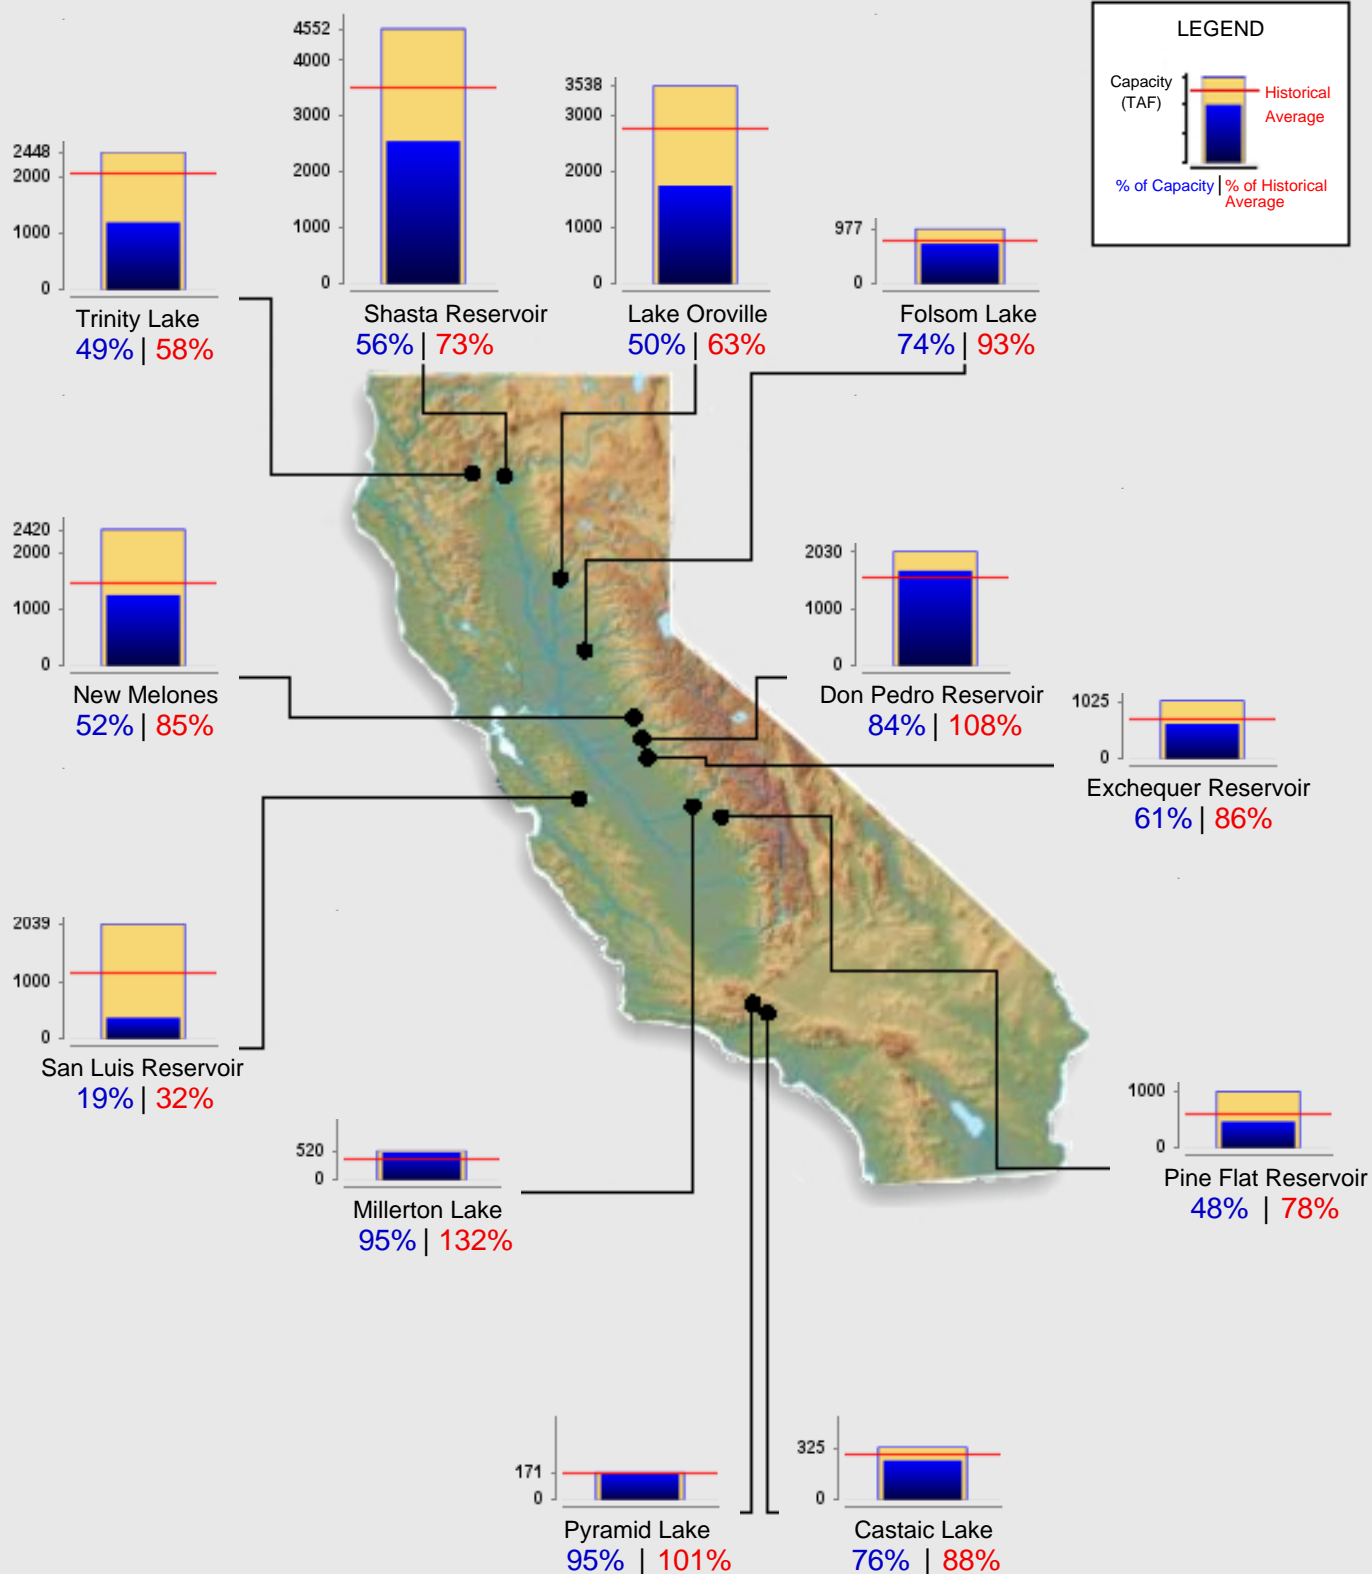 LEGEND
Capacity
(TAF)
Historical
Average
% of Capacity | % of Historical
Average
2448
2000
1000
0
Trinity Lake
49% | 58%
4552
4000
3000
2000
1000
0
Shasta Reservoir
56% | 73%
3538
3000
2000
1000
0
Lake Oroville
50% | 63%
977
0
Folsom Lake
74% | 93%
2420
2000
1000
0
New Melones
52% | 85%
2030
1000
0
Don Pedro Reservoir
84% | 108%
1025
0
Exchequer Reservoir
61% | 86%
2039
1000
0
San Luis Reservoir
19% | 32%
520
0
Millerton Lake
95% | 132%
1000
0
Pine Flat Reservoir
48% | 78%
171
0
Pyramid Lake
95% | 101%
325
0
Castaic Lake
76% | 88%